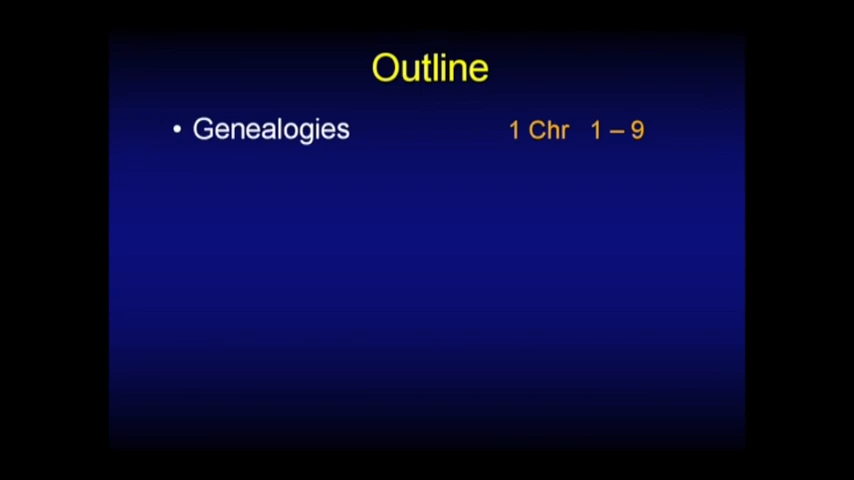 Outline
• Genealogies 1 Chr 1 – 9